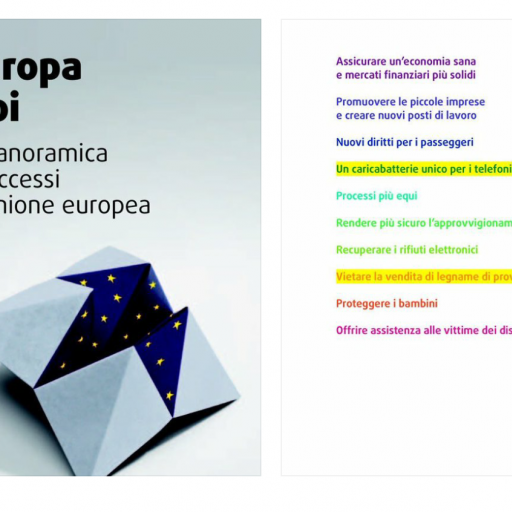 ropa
oi
anoramica
ccessi
nione europea
Assicurare un'economia sana
e mercati finanziari più solidi
Promuovere le piccole imprese
e creare nuovi posti di lavoro
Nuovi diritti per i passeggeri
Un caricabatterie unico per i telefoni
Processi più equi
Rendere più sicuro l'approvvigionam
Recuperare i rifiuti elettronici
Vietare la vendita di legname di prov
Proteggere i bambini
Offrire assistenza alle vittime dei dis